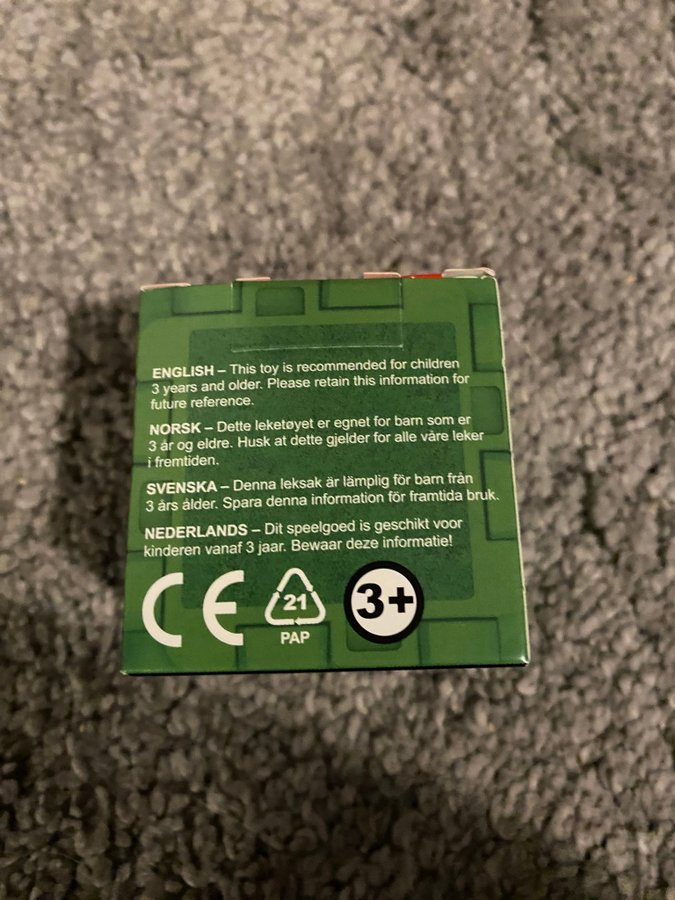 ENGLISH – This toy is recommended for children
3 years and older. Please retain this information for
future reference.
NORSK – Dette leketøyet er egnet for barn som er
3 år og eldre. Husk at dette gjelder for alle våre leker
i fremtiden.
SVENSKA – Denna leksak är lämplig för barn från
3 års ålder. Spara denna information för framtida bruk.
NEDERLANDS – Dit speelgoed is geschikt voor
kinderen vanaf 3 jaar. Bewaar deze informatie!
CE 21 3+
PAP